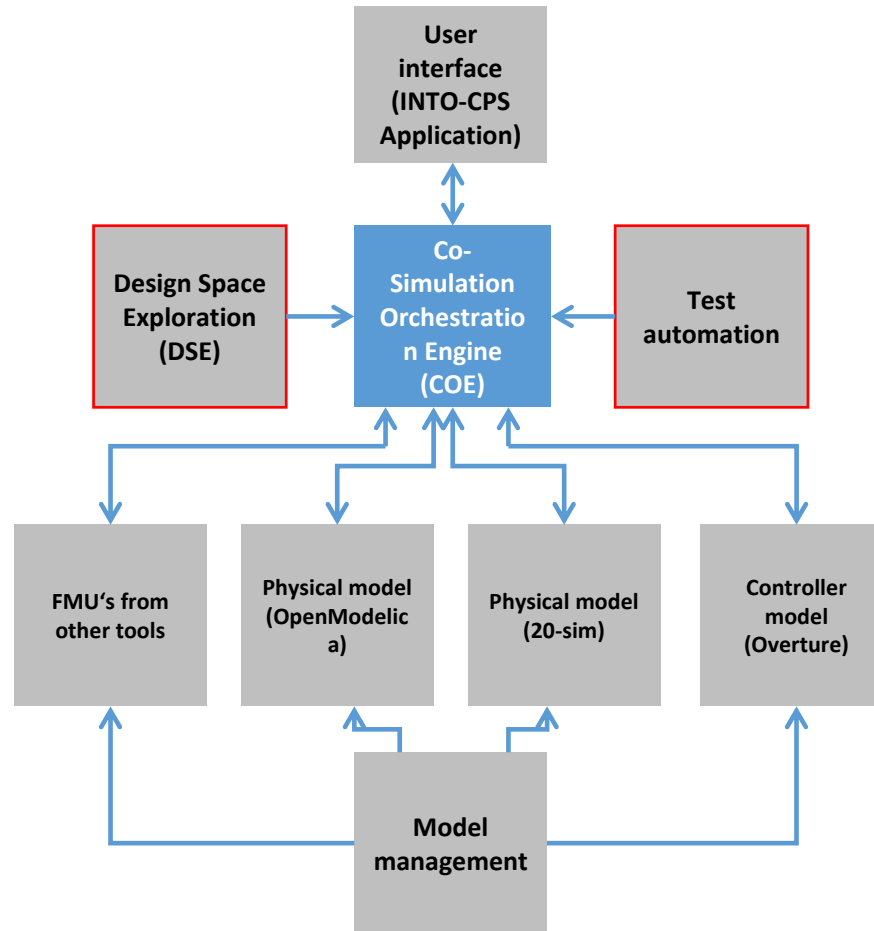 User
interface
(INTO-CPS
Application)
Design Space
Exploration
(DSE)
Co-
Simulation
Orchestratio
n Engine
(COE)
Test
automation
FMU‘s from
other tools
Physical model
(OpenModelic
a)
Physical model
(20-sim)
Controller
model
(Overture)
Model
management